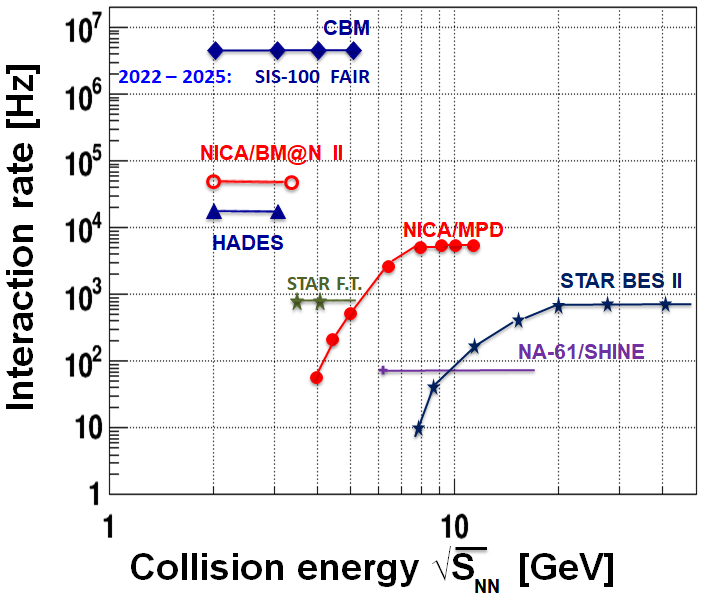 10⁷
CBM
2022 – 2025: SIS-100 FAIR
10⁶
10⁵
NICA/BM@N II
10⁴
HADES
NICA/MPD
10³
STAR F.T.
STAR BES II
10²
NA-61/SHINE
10
1
1
10
Interaction rate [Hz]
Collision energy √S_NN [GeV]